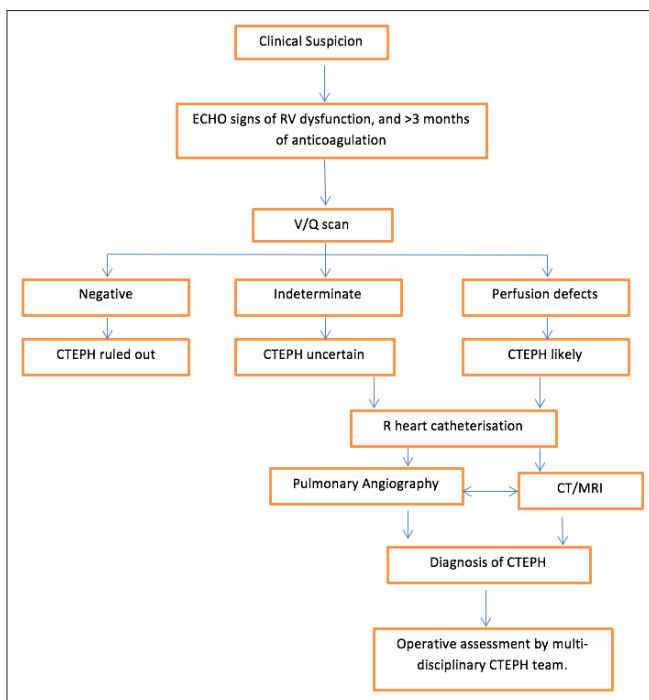 Clinical Suspicion
ECHO signs of RV dysfunction, and >3 months
of anticoagulation
V/Q scan
Negative
Indeterminate
Perfusion defects
CTEPH ruled out
CTEPH uncertain
CTEPH likely
R heart catheterisation
Pulmonary Angiography
CT/MRI
Diagnosis of CTEPH
Operative assessment by multi-
disciplinary CTEPH team.